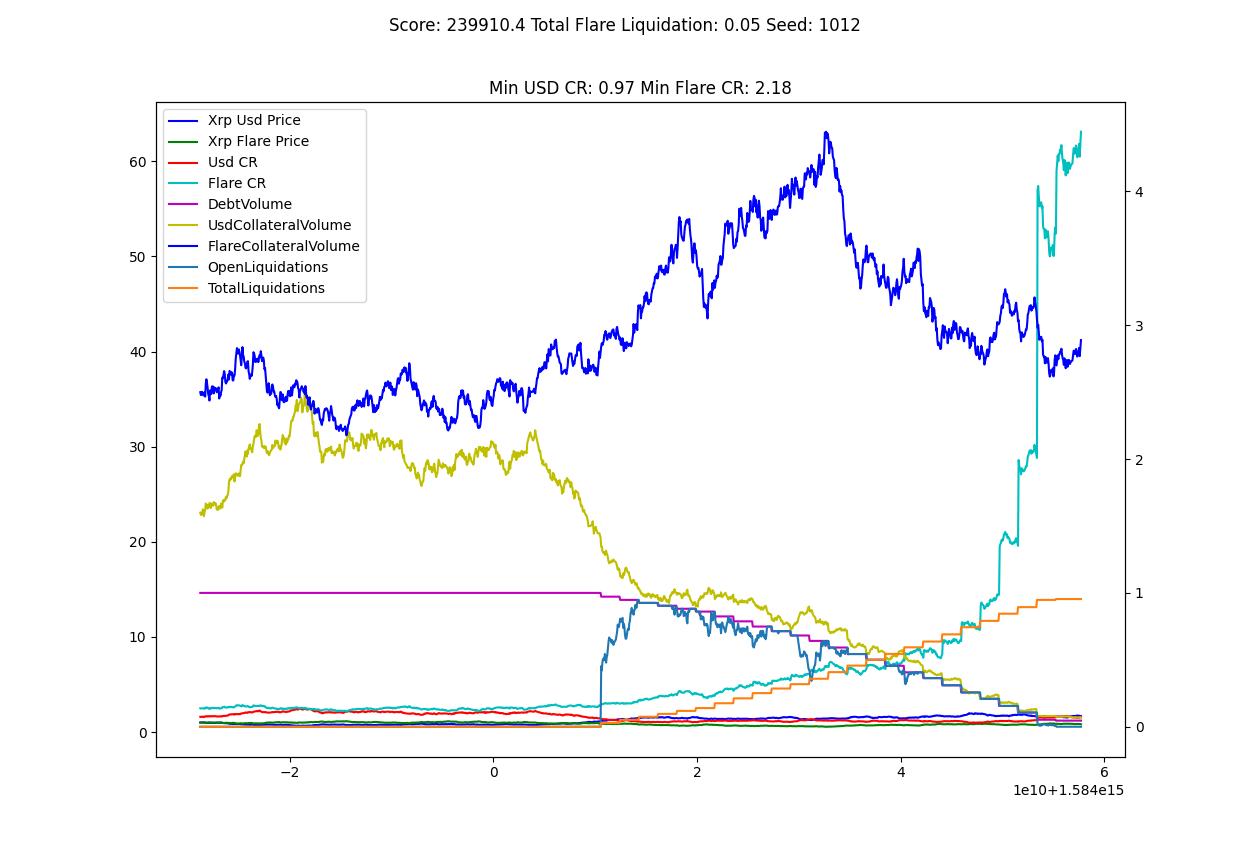 Score: 239910.4 Total Flare Liquidation: 0.05 Seed: 1012
Min USD CR: 0.97 Min Flare CR: 2.18
Xrp Usd Price
Xrp Flare Price
Usd CR
Flare CR
DebtVolume
UsdCollateralVolume
FlareCollateralVolume
OpenLiquidations
TotalLiquidations
60
50
40
30
20
10
0
4
3
2
1
0
−2
0
2
4
6
1e10+1.584e15